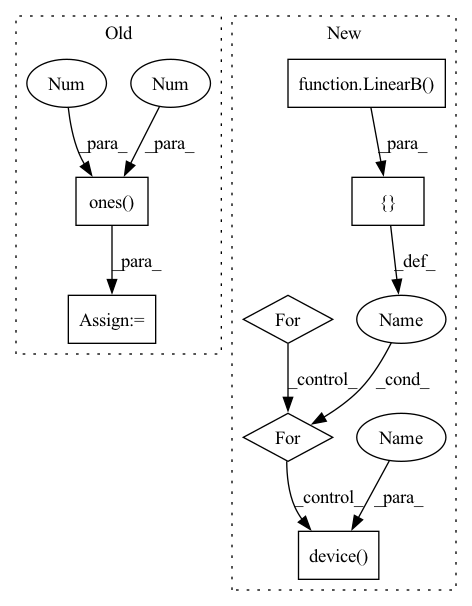 Old
New
Num
Num
function.LinearB()
_para_
_para_
_para_
ones()
{}
_para_
_def_
Assign:=
For
Name
_control_
_cond_
For
Name
_control_
_para_
device()